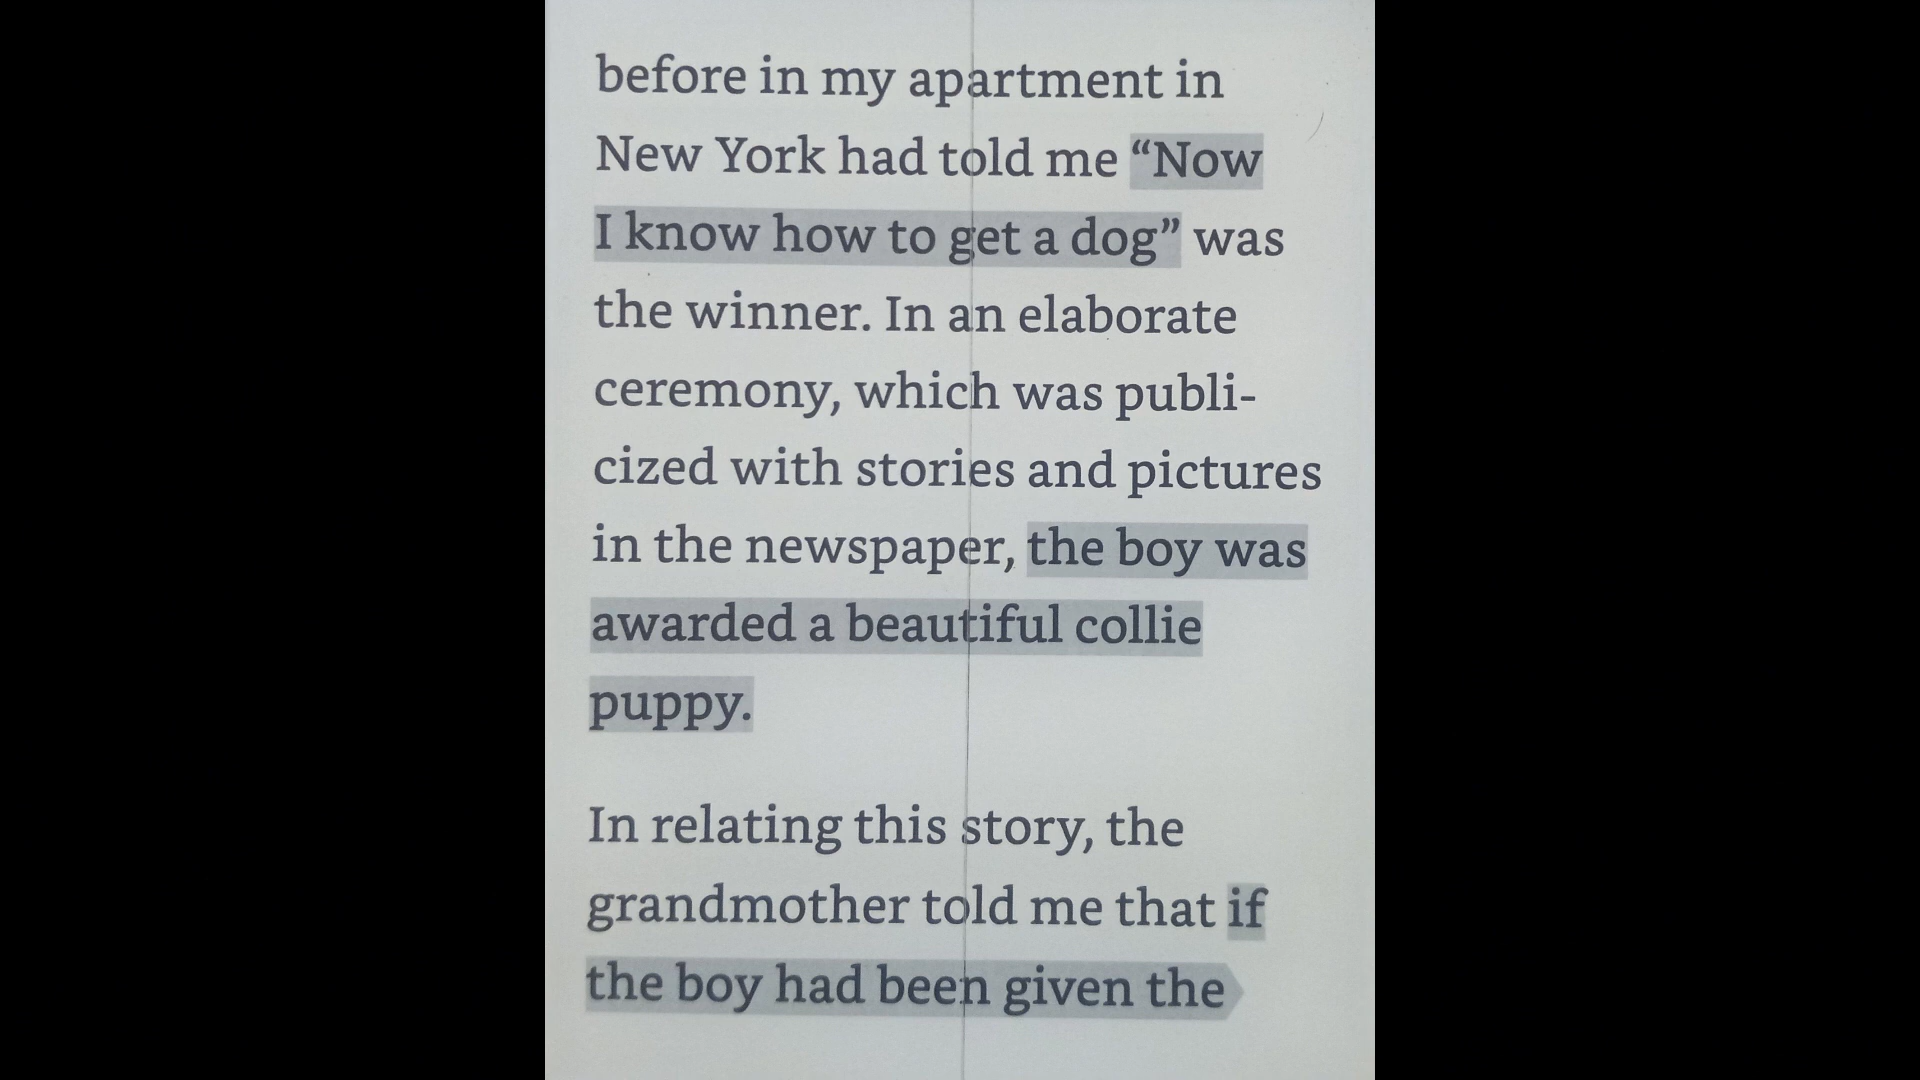 before in my apartment in
New York had told me “Now
I know how to get a dog” was
the winner. In an elaborate
ceremony, which was publi-
cized with stories and pictures
in the newspaper, the boy was
awarded a beautiful collie
puppy.
In relating this story, the
grandmother told me that if
the boy had been given the